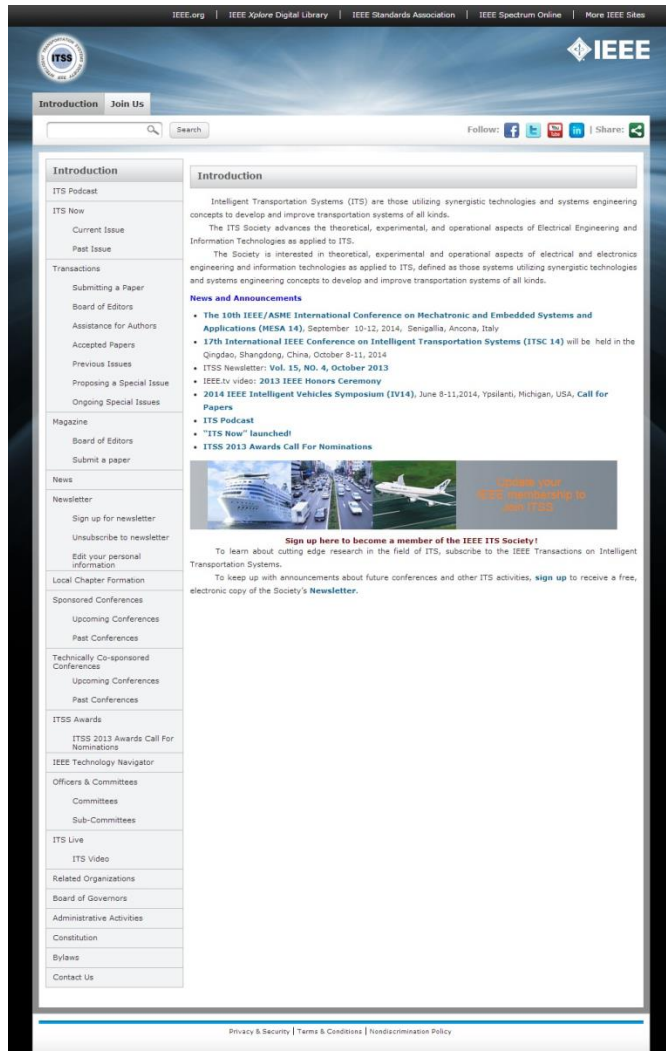 IEEE.org | IEEE Xplore Digital Library | IEEE Standards Association | IEEE Spectrum Online | More IEEE Sites
ITSS
IEEE
Introduction Join Us
Search Follow: | Share:
Introduction
ITS Podcast
ITS Now
Current Issue
Past Issue
Transactions
Submitting a Paper
Board of Editors
Assistance for Authors
Accepted Papers
Previous Issues
Proposing a Special Issue
Ongoing Special Issues
Magazine
Board of Editors
Submit a paper
News
Newsletter
Sign up for newsletter
Unsubscribe to newsletter
Edit your personal
information
Local Chapter Formation
Sponsored Conferences
Upcoming Conferences
Past Conferences
Technically Co-sponsored
Conferences
Upcoming Conferences
Past Conferences
ITSS Awards
ITSS 2013 Awards Call For
Nominations
IEEE Technology Navigator
Officers & Committees
Committees
Sub-Committees
ITS Live
ITS Video
Related Organizations
Board of Governors
Administrative Activities
Constitution
Bylaws
Contact Us
Introduction
Intelligent Transportation Systems (ITS) are those utilizing synergistic technologies and systems engineering
concepts to develop and improve transportation systems of all kinds.
The ITS Society advances the theoretical, experimental, and operational aspects of Electrical Engineering and
Information Technologies as applied to ITS.
The Society is interested in theoretical, experimental and operational aspects of electrical and electronics
engineering and information technologies as applied to ITS, defined as those systems utilizing synergistic technologies
and systems engineering concepts to develop and improve transportation systems of all kinds.
News and Announcements
• The 10th IEEE/ASME International Conference on Mechatronic and Embedded Systems and
Applications (MESA 14), September 10-12, 2014, Senigallia, Ancona, Italy
• 17th International IEEE Conference on Intelligent Transportation Systems (ITSC 14) will be held in the
Qingdao, Shangdong, China, October 8-11, 2014
• ITSS Newsletter: Vol. 15, NO. 4, October 2013
• IEEE.tv video: 2013 IEEE Honors Ceremony
• 2014 IEEE Intelligent Vehicles Symposium (IV14), June 8-11,2014, Ypsilanti, Michigan, USA, Call for
Papers
• ITS Podcast
• "ITS Now" launched!
• ITSS 2013 Awards Call For Nominations
Update your
IEEE membership to
join ITSS
Sign up here to become a member of the IEEE ITS Society!
To learn about cutting edge research in the field of ITS, subscribe to the IEEE Transactions on Intelligent
Transportation Systems.
To keep up with announcements about future conferences and other ITS activities, sign up to receive a free,
electronic copy of the Society's Newsletter.
Privacy & Security | Terms & Conditions | Nondiscrimination Policy